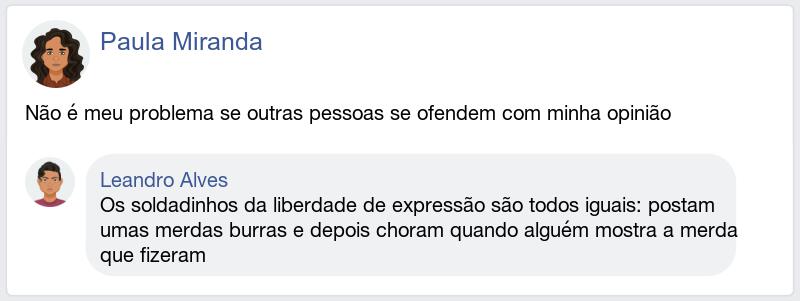 Paula Miranda
Não é meu problema se outras pessoas se ofendem com minha opinião
Leandro Alves
Os soldadinhos da liberdade de expressão são todos iguais: postam
umas merdas burras e depois choram quando alguém mostra a merda
que fizeram